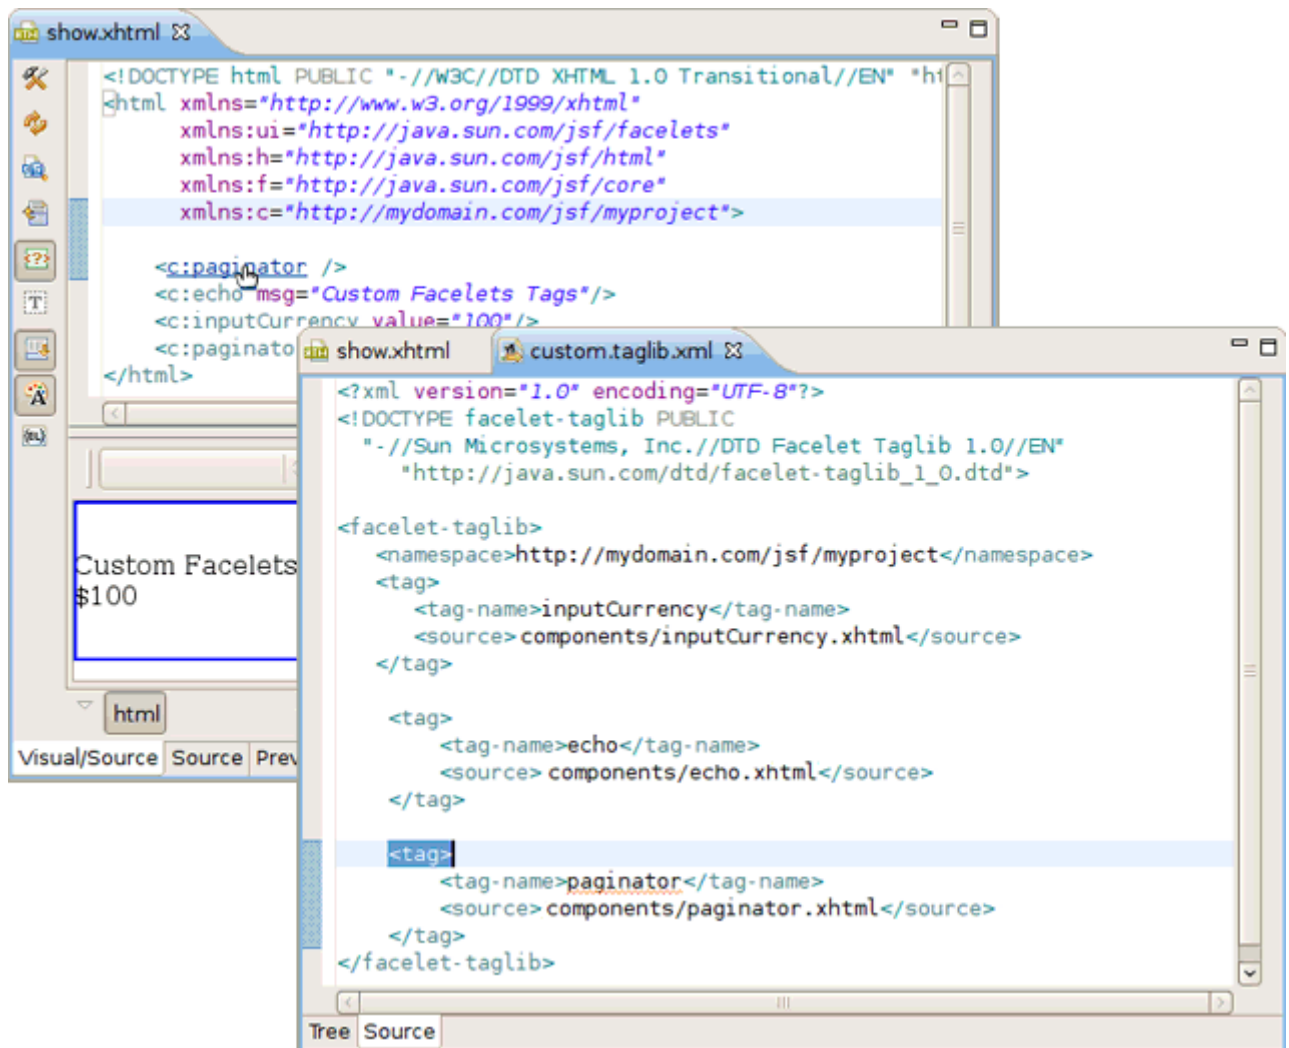 show.xhtml
<!DOCTYPE html PUBLIC "-//W3C//DTD XHTML 1.0 Transitional//EN" "ht
<html xmlns="http://www.w3.org/1999/xhtml"
xmlns:ui="http://java.sun.com/jsf/facelets"
xmlns:h="http://java.sun.com/jsf/html"
xmlns:f="http://java.sun.com/jsf/core"
xmlns:c="http://mydomain.com/jsf/myproject">
<c:paginator />
<c:echo msg="Custom Facelets Tags"/>
<c:inputCurrency value="100"/>
<c:paginato
</html>
Custom Facelets
$100
html
Visual/Source Source Prev
show.xhtml custom.taglib.xml
<?xml version="1.0" encoding="UTF-8"?>
<!DOCTYPE facelet-taglib PUBLIC
"-//Sun Microsystems, Inc.//DTD Facelet Taglib 1.0//EN"
"http://java.sun.com/dtd/facelet-taglib_1_0.dtd">
<facelet-taglib>
<namespace>http://mydomain.com/jsf/myproject</namespace>
<tag>
<tag-name>inputCurrency</tag-name>
<source>components/inputCurrency.xhtml</source>
</tag>
<tag>
<tag-name>echo</tag-name>
<source>components/echo.xhtml</source>
</tag>
<tag>
<tag-name>paginator</tag-name>
<source>components/paginator.xhtml</source>
</tag>
</facelet-taglib>
Tree Source